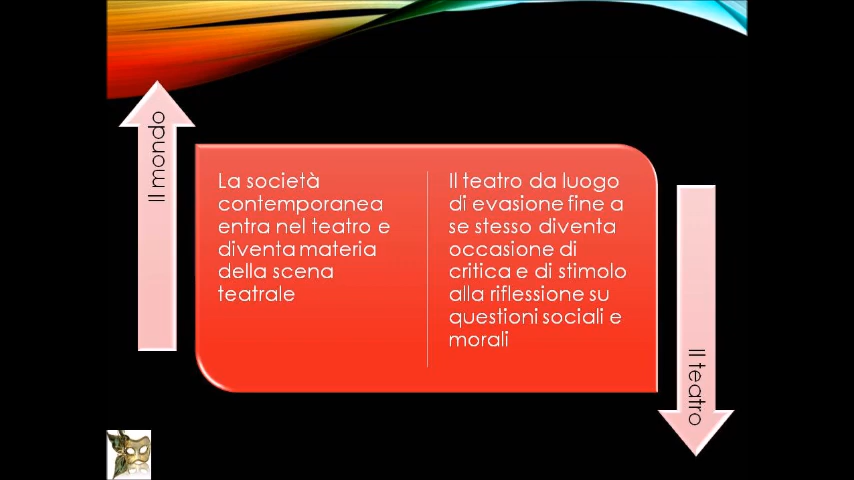 Il mondo
La società
contemporanea
entra nel teatro e
diventa materia
della scena
teatrale
Il teatro da luogo
di evasione fine a
se stesso diventa
occasione di
critica e di stimolo
alla riflessione su
questioni sociali e
morali
Il teatro